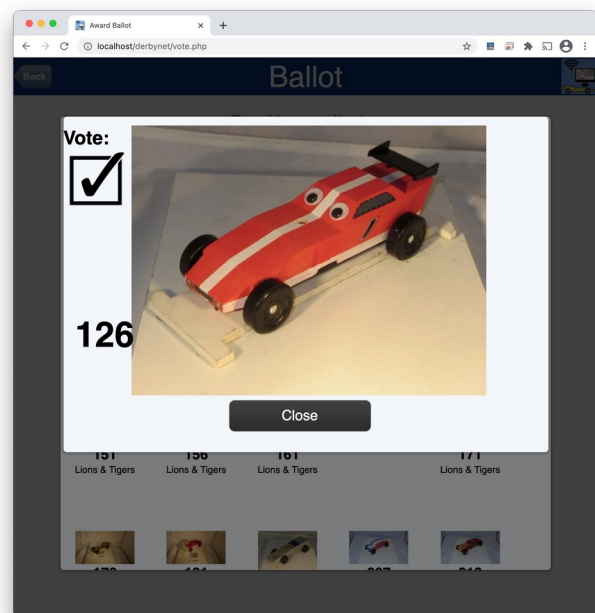 Award Ballot
localhost/derbynet/vote.php
Back
Ballot
Vote:
126
Close
151 156 161 171
Lions & Tigers Lions & Tigers Lions & Tigers Lions & Tigers